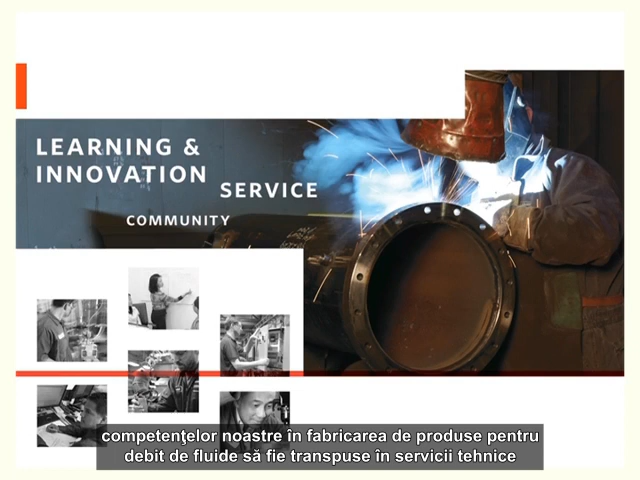 LEARNING &
INNOVATION
SERVICE
COMMUNITY
competenţelor noastre în fabricarea de produse pentru
debit de fluide să fie transpuse în servicii tehnice